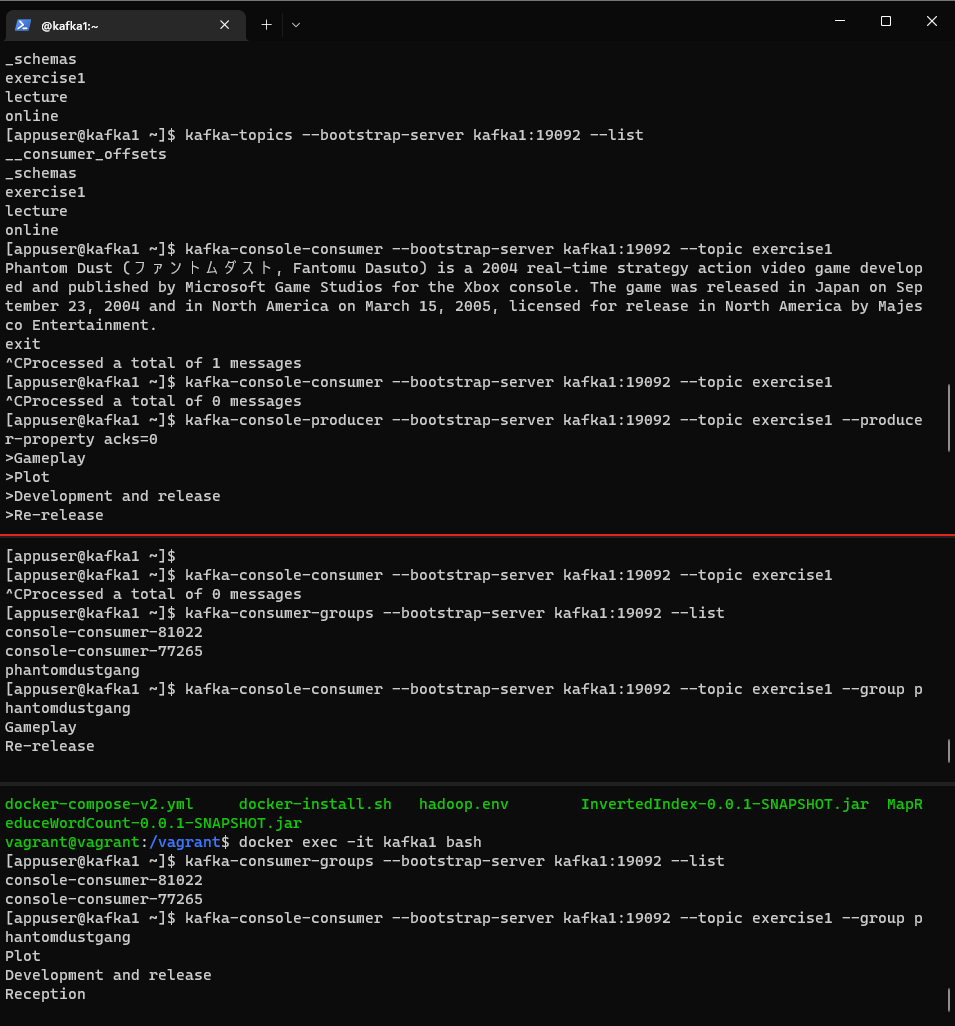 @kafka1:~
_schemas
exercise1
lecture
online
[appuser@kafka1 ~]$ kafka-topics --bootstrap-server kafka1:19092 --list
__consumer_offsets
_schemas
exercise1
lecture
online
[appuser@kafka1 ~]$ kafka-console-consumer --bootstrap-server kafka1:19092 --topic exercise1
Phantom Dust (ファントムダスト, Fantomu Dasuto) is a 2004 real-time strategy action video game develop
ed and published by Microsoft Game Studios for the Xbox console. The game was released in Japan on Sep
tember 23, 2004 and in North America on March 15, 2005, licensed for release in North America by Majes
co Entertainment.
exit
^CProcessed a total of 1 messages
[appuser@kafka1 ~]$ kafka-console-consumer --bootstrap-server kafka1:19092 --topic exercise1
^CProcessed a total of 0 messages
[appuser@kafka1 ~]$ kafka-console-producer --bootstrap-server kafka1:19092 --topic exercise1 --produce
r-property acks=0
>Gameplay
>Plot
>Development and release
>Re-release
[appuser@kafka1 ~]$
[appuser@kafka1 ~]$ kafka-console-consumer --bootstrap-server kafka1:19092 --topic exercise1
^CProcessed a total of 0 messages
[appuser@kafka1 ~]$ kafka-consumer-groups --bootstrap-server kafka1:19092 --list
console-consumer-81022
console-consumer-77265
phantomdustgang
[appuser@kafka1 ~]$ kafka-console-consumer --bootstrap-server kafka1:19092 --topic exercise1 --group p
hantomdustgang
Gameplay
Re-release
docker-compose-v2.yml docker-install.sh hadoop.env InvertedIndex-0.0.1-SNAPSHOT.jar MapR
educeWordCount-0.0.1-SNAPSHOT.jar
vagrant@vagrant:/vagrant$ docker exec -it kafka1 bash
[appuser@kafka1 ~]$ kafka-consumer-groups --bootstrap-server kafka1:19092 --list
console-consumer-81022
console-consumer-77265
[appuser@kafka1 ~]$ kafka-console-consumer --bootstrap-server kafka1:19092 --topic exercise1 --group p
hantomdustgang
Plot
Development and release
Reception